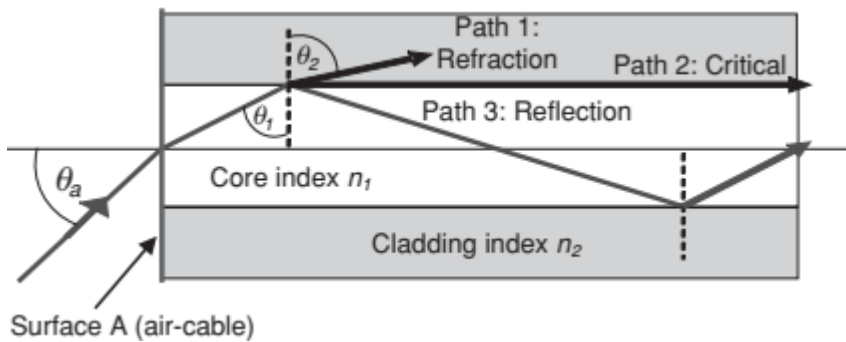 Path 1:
θ2
Refraction
Path 2: Critical
Path 3: Reflection
θ1
θa
Core index n1
Cladding index n2
Surface A (air-cable)